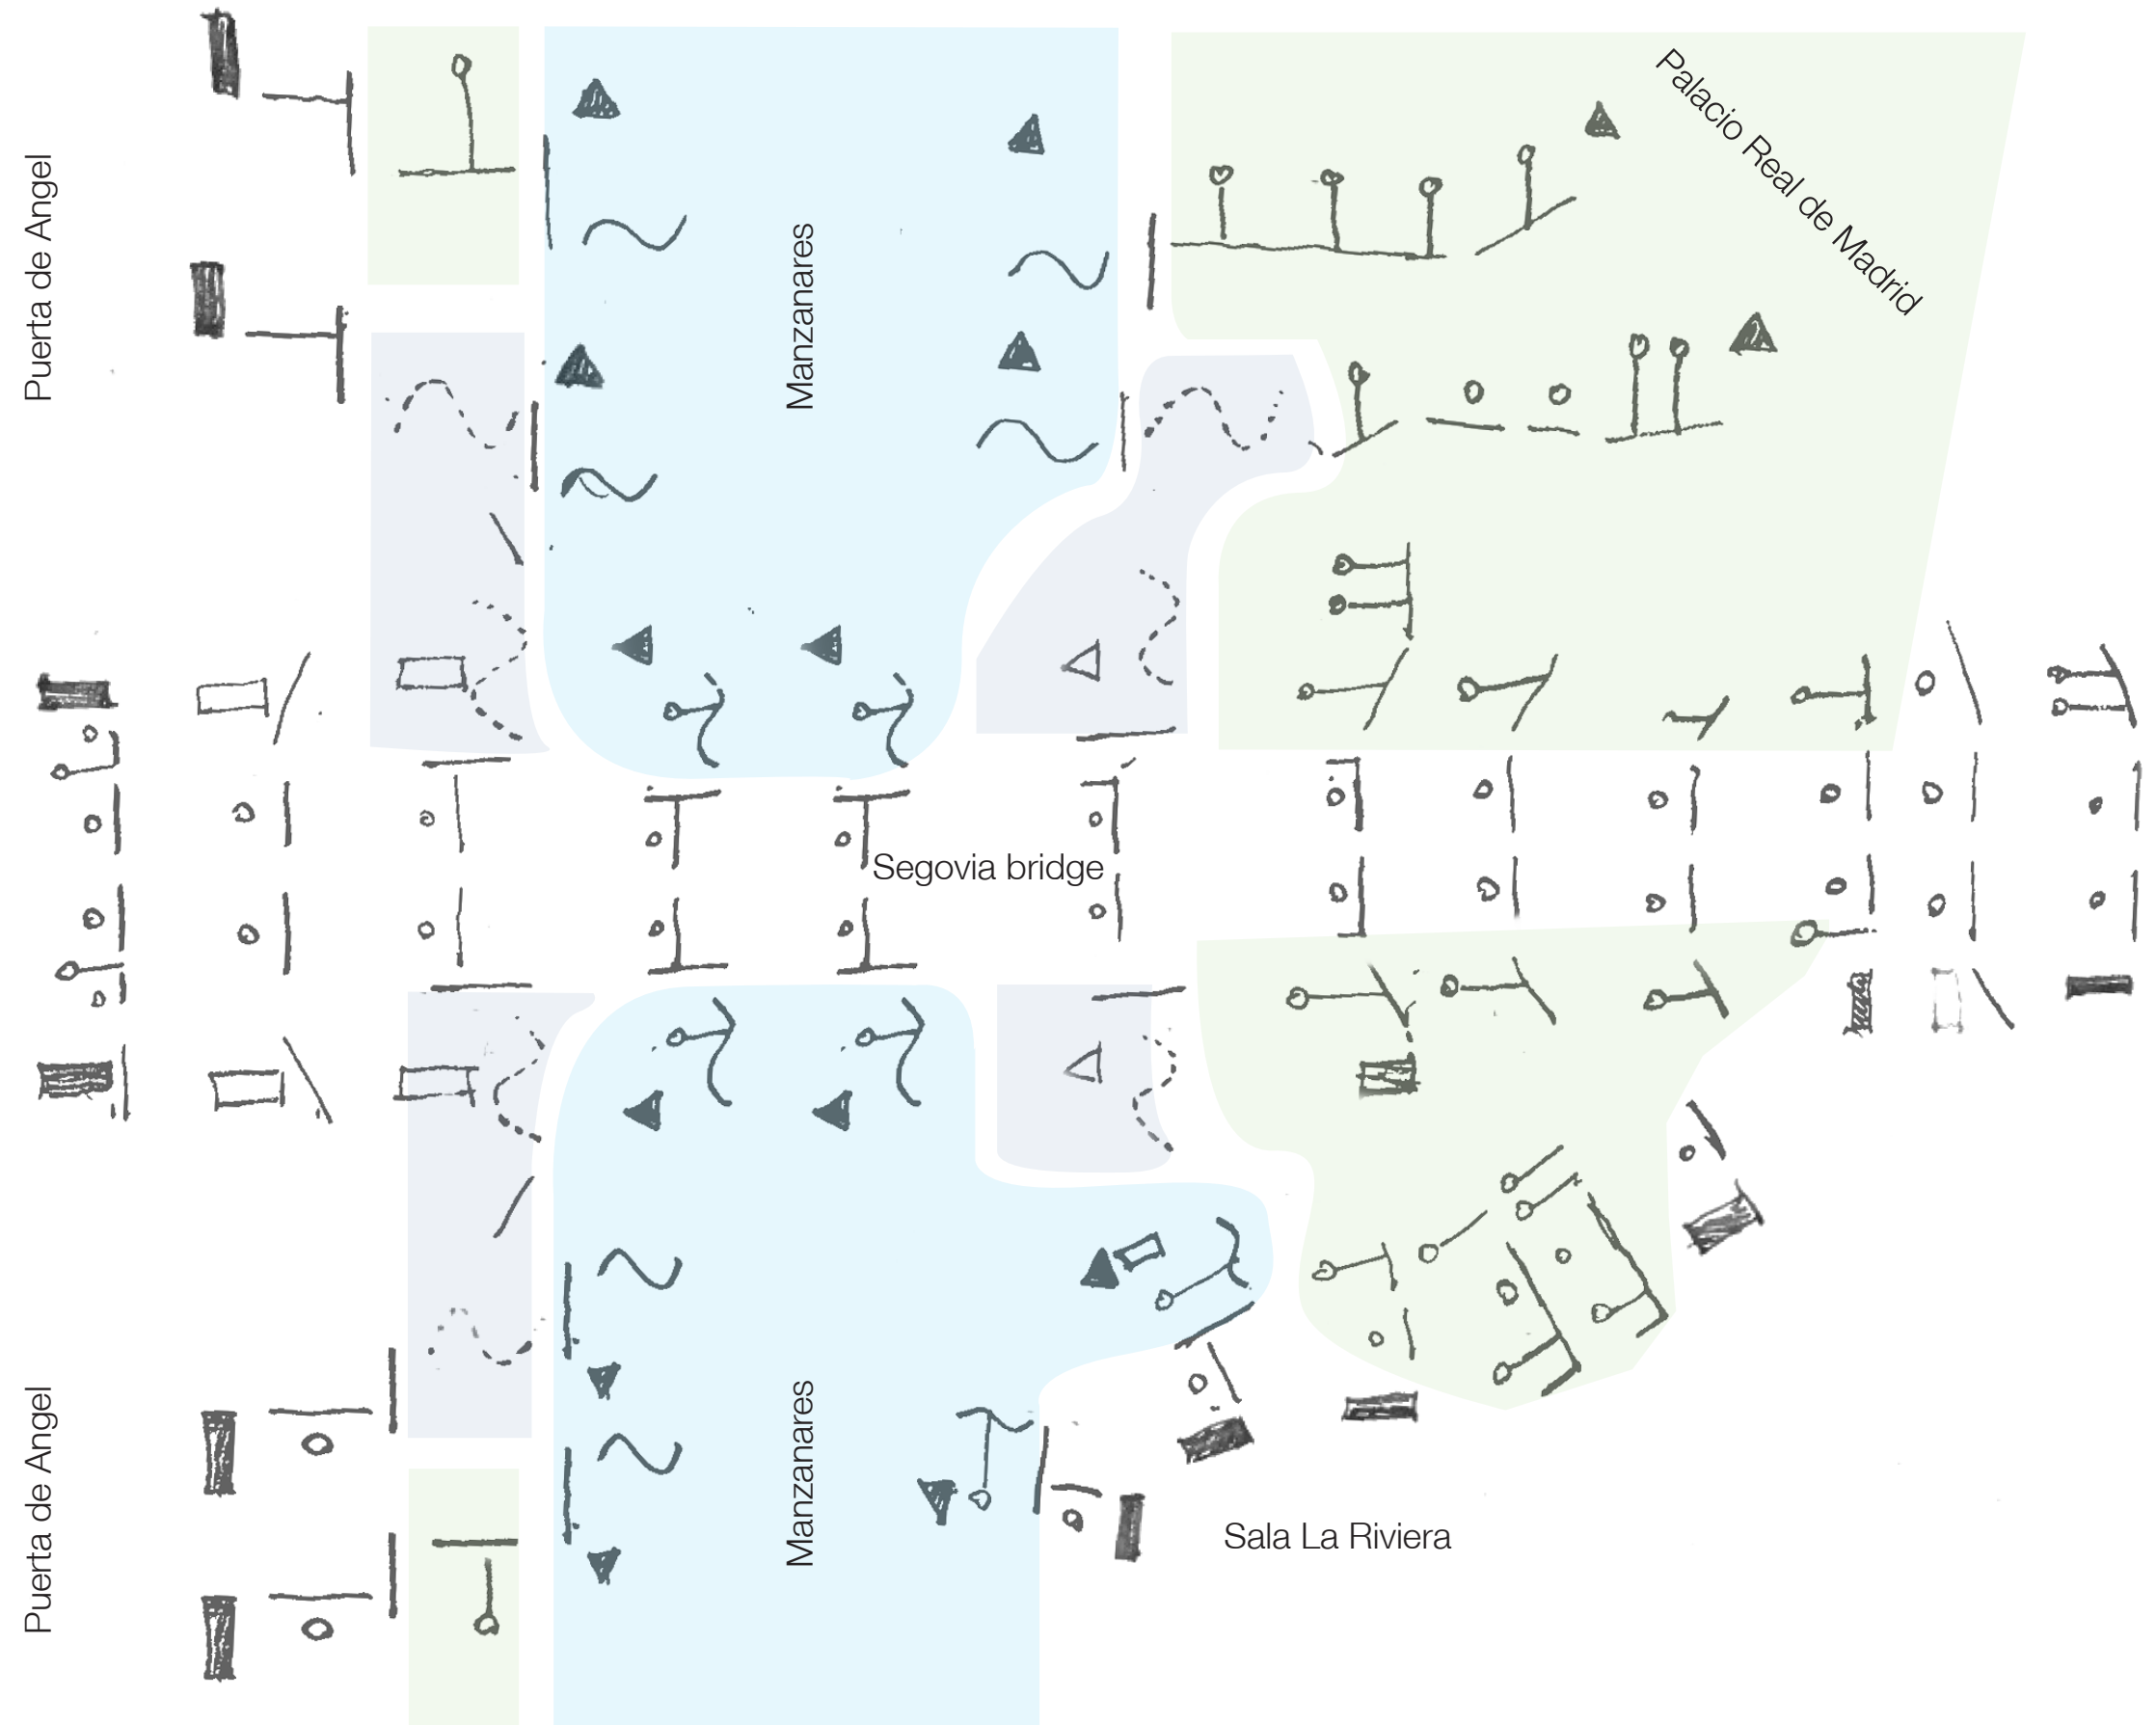 Puerta de Angel
Manzanares
Palacio Real de Madrid
Segovia bridge
Puerta de Angel
Manzanares
Sala La Riviera